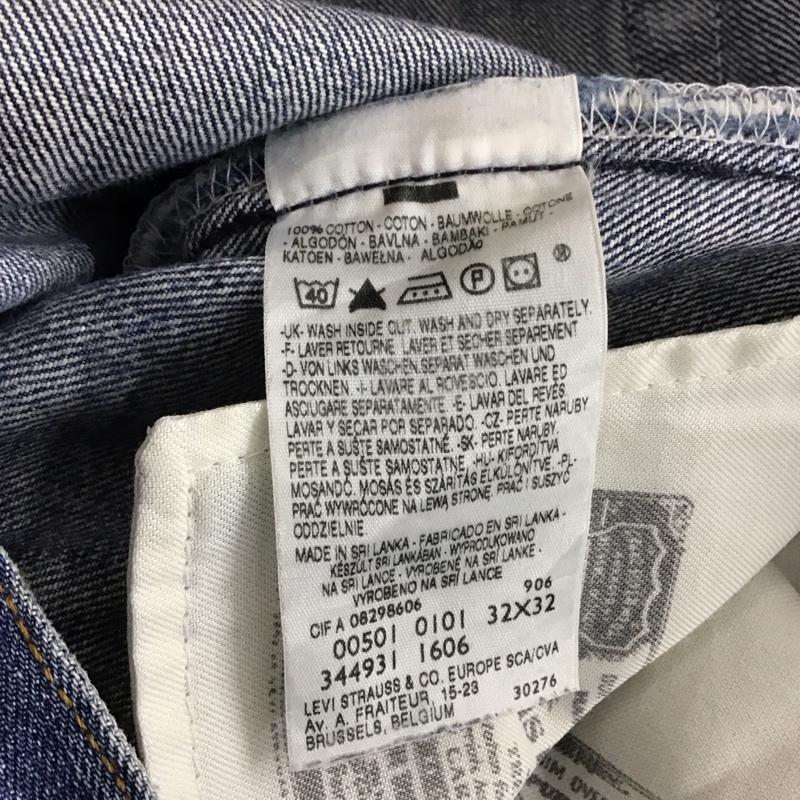 100% COTTON - COTON - BAUMWOLLE - COTONE
- ALGODÓN - BAVLNA - BAMBAKI - PAMUT -
KATOEN - BAWEŁNA - ALGODÃO
40 P ®
-UK- WASH INSIDE OUT. WASH AND DRY SEPARATELY.
-F- LAVER RETOURNE. LAVER ET SECHER SEPAREMENT
-D- VON LINKS WASCHEN.SEPARAT WASCHEN UND
TROCKNEN. -I- LAVARE AL ROVESCIO. LAVARE ED
ASCIUGARE SEPARATAMENTE. -E- LAVAR DEL REVÉS
LAVAR Y SECAR POR SEPARADO. -CZ- PERTE NARUBY
PERTE A SUŠTE SAMOSTATNĚ. -SK- PERTE NARUBY.
PERTE A SUŠTE SAMOSTATNE. -HU- KIFORDÍTVA
MOSANDÓ. MOSÁS ÉS SZÁRÍTÁS ELKÜLÖNÍTVE. -PL-
PRAĆ WYWRÓCONE NA LEWĄ STRONĘ. PRAĆ I SUSZYĆ
ODDZIELNIE
MADE IN SRI LANKA - FABRICADO EN SRI LANKA -
KÉSZÜLT SRI LANKÁBAN - WYPRODUKOWANO
NA SRI LANCE - VYROBENÉ NA SRÍ LANKE -
VYROBENO NA SRÍ LANCE
CIF A 08298606 906
00501 0101 32X32
344931 1606
LEVI STRAUSS & CO. EUROPE SCA/CVA
Av. A. FRAITEUR, 15-23 30276
BRUSSELS, BELGIUM